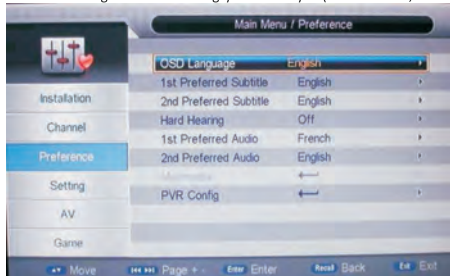 Main Menu / Preference
OSD Language English
1st Preferred Subtitle English
2nd Preferred Subtitle English
Hard Hearing Off
1st Preferred Audio French
2nd Preferred Audio English
PVR Config
Installation
Channel
Preference
Setting
AV
Game
Move
Page + -
Enter Enter
Recall Back
Exit Exit